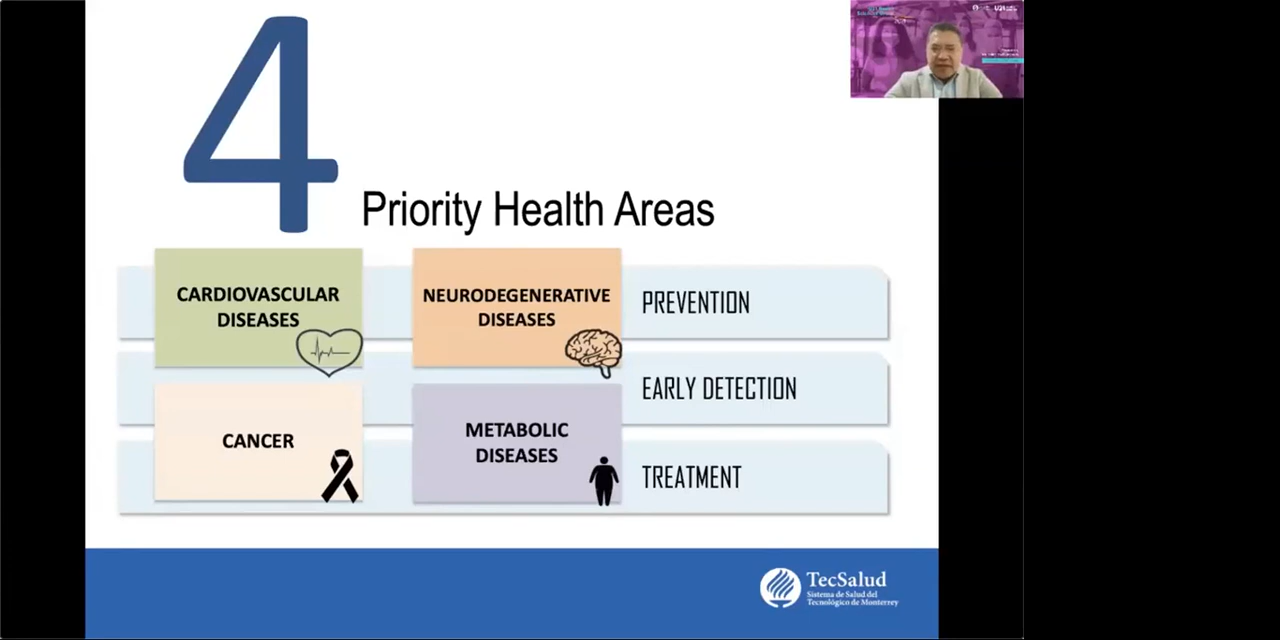 4
Priority Health Areas
CARDIOVASCULAR
DISEASES
NEURODEGENERATIVE
DISEASES
PREVENTION
EARLY DETECTION
CANCER
METABOLIC
DISEASES
TREATMENT
TecSalud
Sistema de Salud del
Tecnológico de Monterrey